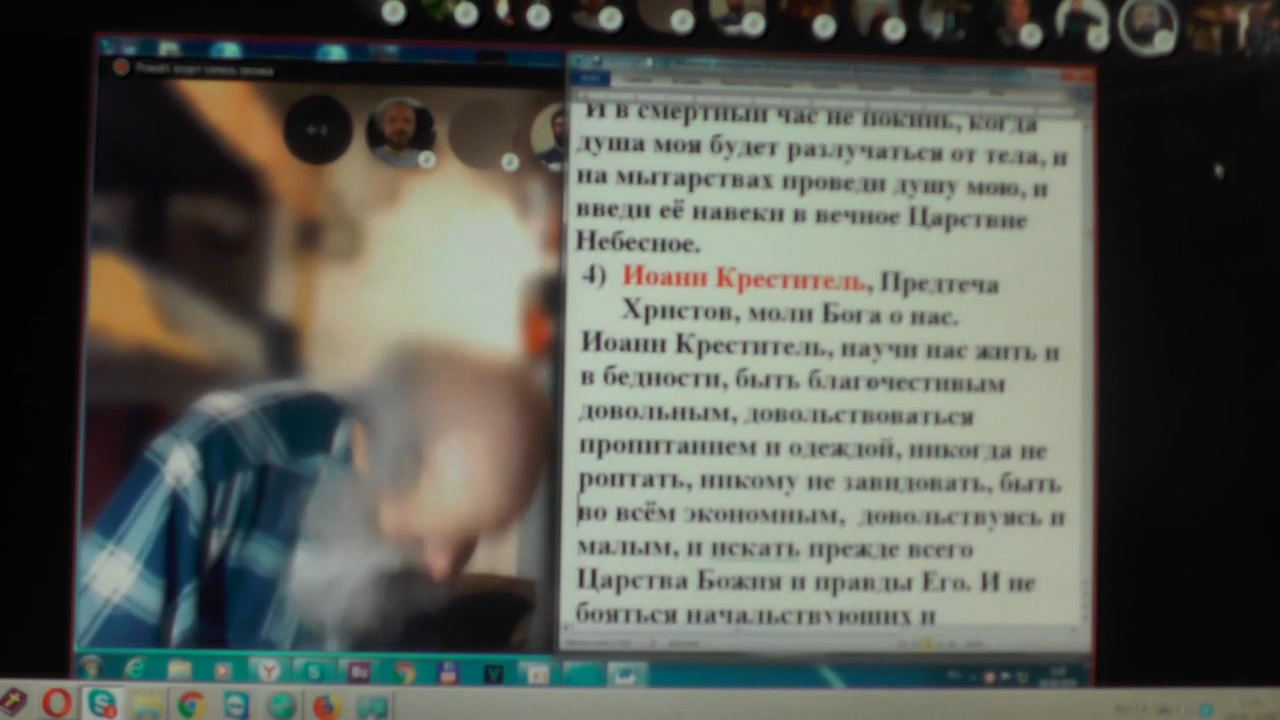 И в смертный час не покинь, когда
душа моя будет разлучаться от тела, и
на мытарствах проведи душу мою, и
введи её навеки в вечное Царствие
Небесное.
4) Иоанн Креститель, Предтеча
Христов, моли Бога о нас.
Иоанн Креститель, научи нас жить и
в бедности, быть благочестивым
довольным, довольствоваться
пропитанием и одеждой, никогда не
роптать, никому не завидовать, быть
во всём экономным, довольствуясь и
малым, и искать прежде всего
Царства Божия и правды Его. И не
бояться начальствующих и